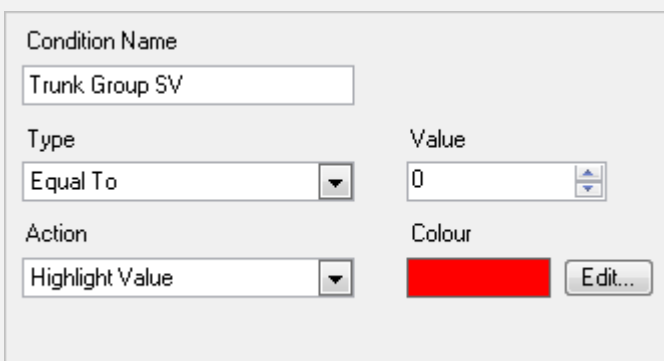 Condition Name
Trunk Group SV
Type
Value
Equal To
0
Action
Colour
Highlight Value
Edit...